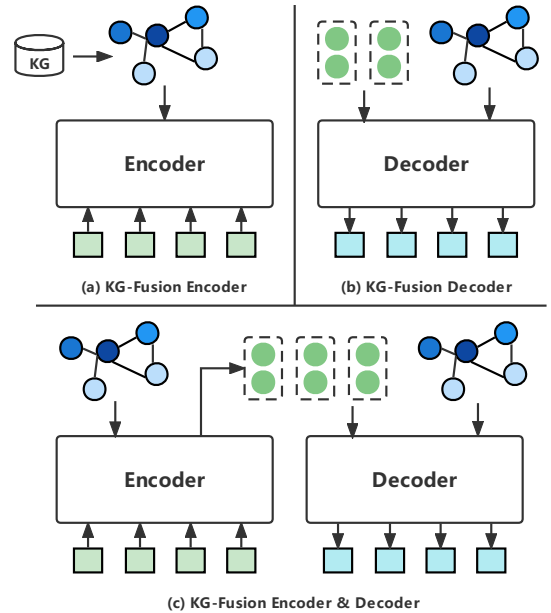 KG
Encoder
(a) KG-Fusion Encoder
Decoder
(b) KG-Fusion Decoder
Encoder
Decoder
(c) KG-Fusion Encoder & Decoder